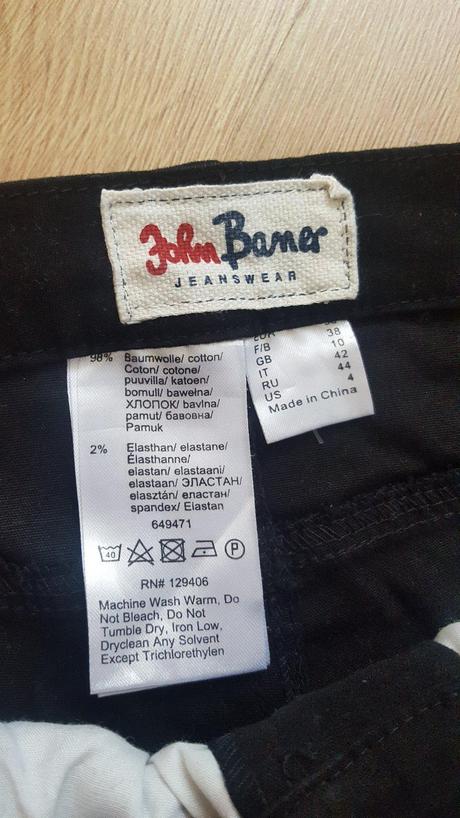 John Baner
JEANSWEAR
98% Baumwolle/ cotton/
Coton/ cotone/
puuvilla/ katoen/
bomull/ bawełna/
ХЛОПОК/ bavlna/
pamut/ бавовна/
Pamuk
2% Elasthan/ elastane/
Élasthanne/
elastan/ elastaani/
elastaan/ ЭЛАСТАН/
elasztán/ еластан/
spandex/ Elastan
649471
40 P
RN# 129406
Machine Wash Warm, Do
Not Bleach, Do Not
Tumble Dry, Iron Low,
Dryclean Any Solvent
Except Trichlorethylen
EUR
F/B 38
GB 10
IT 42
RU 44
US 4
Made in China